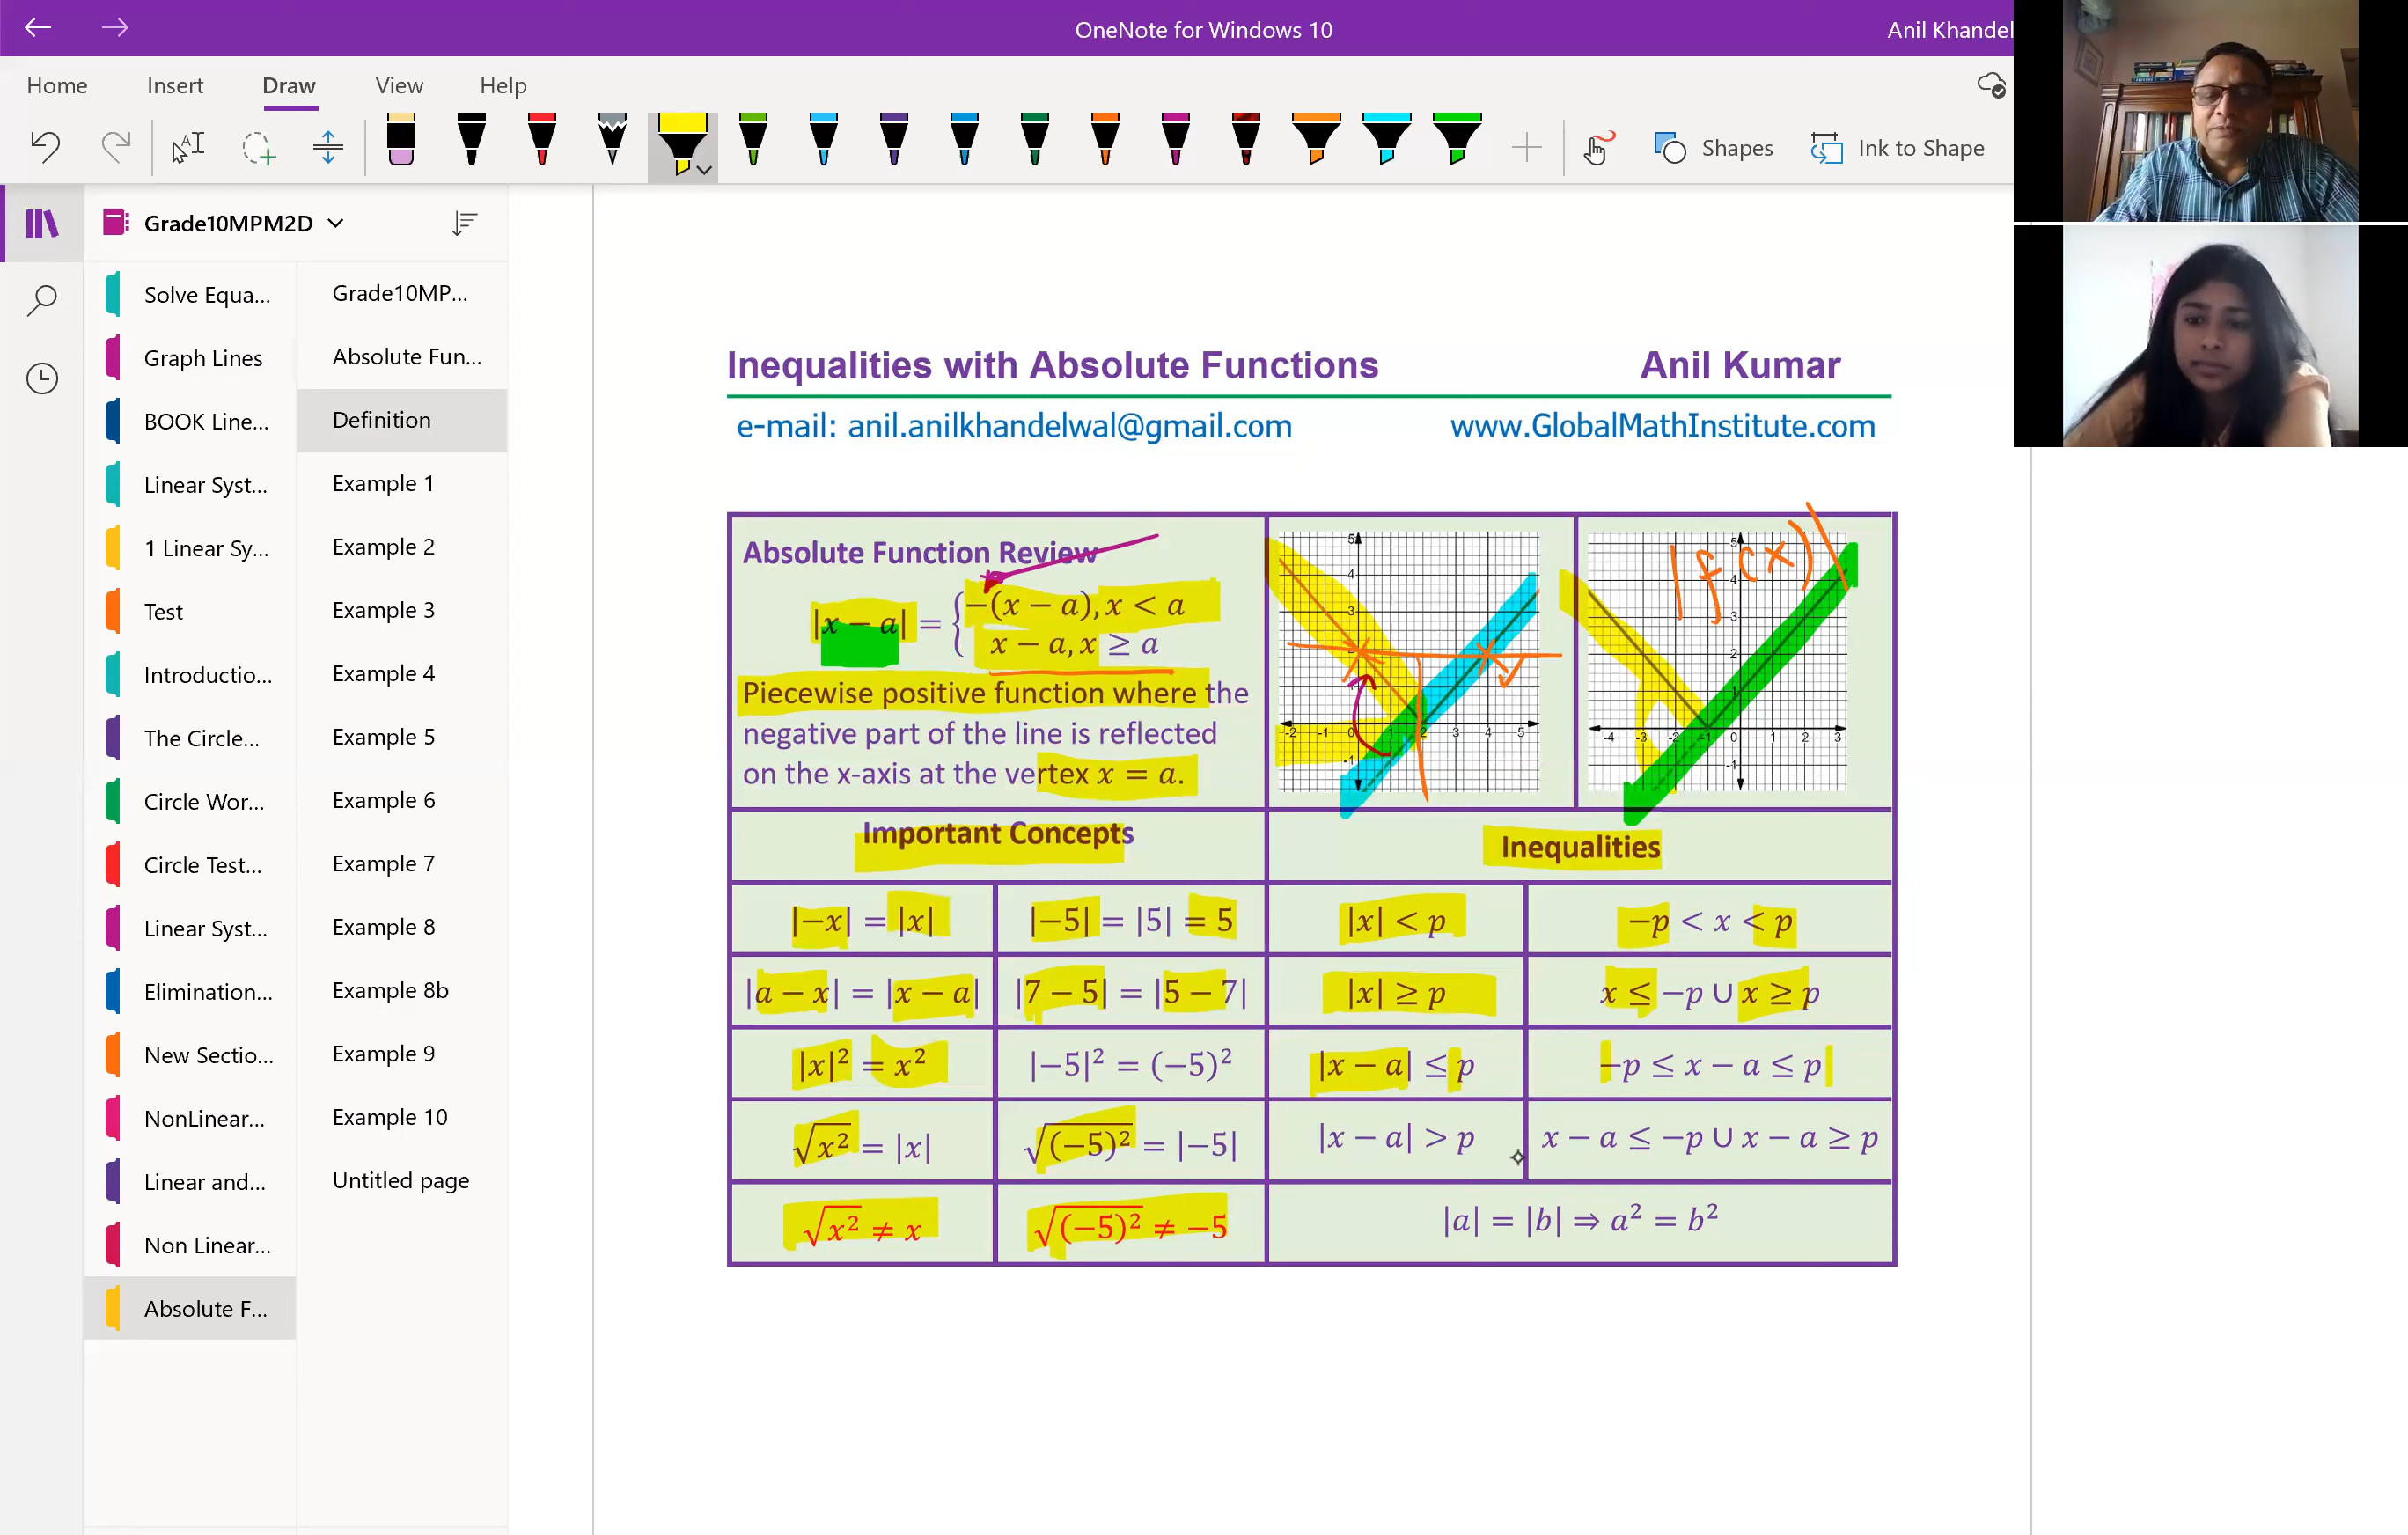 OneNote for Windows 10
Anil Khandel
Home Insert Draw View Help
Shapes Ink to Shape
Grade10MPM2D
Solve Equa...
Graph Lines
BOOK Line...
Linear Syst...
1 Linear Sy...
Test
Introductio...
The Circle...
Circle Wor...
Circle Test...
Linear Syst...
Elimination...
New Sectio...
NonLinear...
Linear and...
Non Linear...
Absolute F...
Grade10MP...
Absolute Fun...
Definition
Example 1
Example 2
Example 3
Example 4
Example 5
Example 6
Example 7
Example 8
Example 8b
Example 9
Example 10
Untitled page
Inequalities with Absolute Functions Anil Kumar
e-mail: anil.anilkhandelwal@gmail.com www.GlobalMathInstitute.com
Absolute Function Review
|x − a| = { −(x − a), x < a
x − a, x ≥ a
Piecewise positive function where the
negative part of the line is reflected
on the x-axis at the vertex x = a.
|f(x)|
Important Concepts Inequalities
|−x| = |x| |−5| = |5| = 5 |x| < p −p < x < p
|a − x| = |x − a| |7 − 5| = |5 − 7| |x| ≥ p x ≤ −p ∪ x ≥ p
|x|² = x² |−5|² = (−5)² |x − a| ≤ p −p ≤ x − a ≤ p
√x² = |x| √(−5)² = |−5| |x − a| > p x − a ≤ −p ∪ x − a ≥ p
√x² ≠ x √(−5)² ≠ −5 |a| = |b| ⇒ a² = b²